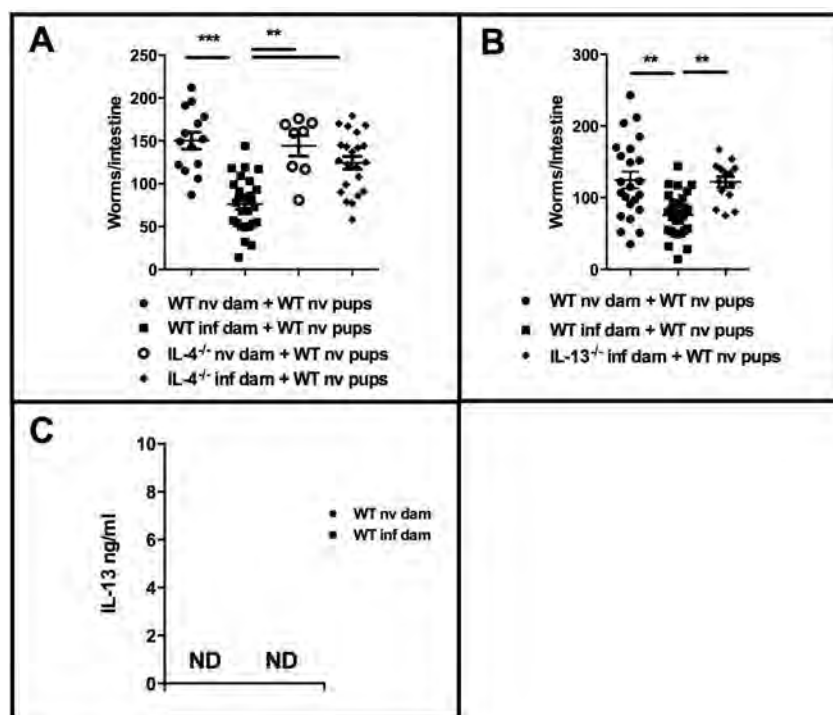 A
*** **
Worms/intestine
250
200
150
100
50
0
WT nv dam + WT nv pups
WT inf dam + WT nv pups
IL-4-/- nv dam + WT nv pups
IL-4-/- inf dam + WT nv pups
B
** **
Worms/intestine
300
200
100
0
WT nv dam + WT nv pups
WT inf dam + WT nv pups
IL-13-/- inf dam + WT nv pups
C
IL-13 ng/ml
10
8
6
4
2
0
ND ND
WT nv dam
WT inf dam